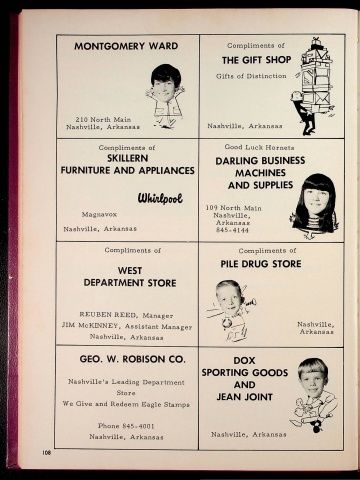 MONTGOMERY WARD
210 North Main
Nashville, Arkansas
Compliments of
THE GIFT SHOP
Gifts of Distinction
Nashville, Arkansas
Compliments of
SKILLERN
FURNITURE AND APPLIANCES
Whirlpool
Magnavox
Nashville, Arkansas
Good Luck Hornets
DARLING BUSINESS
MACHINES
AND SUPPLIES
109 North Main
Nashville,
Arkansas
845-4144
Compliments of
WEST
DEPARTMENT STORE
REUBEN REED, Manager
JIM McKINNEY, Assistant Manager
Nashville, Arkansas
Compliments of
PILE DRUG STORE
Nashville,
Arkansas
GEO. W. ROBISON CO.
Nashville's Leading Department
Store
We Give and Redeem Eagle Stamps
Phone 845-4001
Nashville, Arkansas
DOX
SPORTING GOODS
AND
JEAN JOINT
Nashville, Arkansas
108